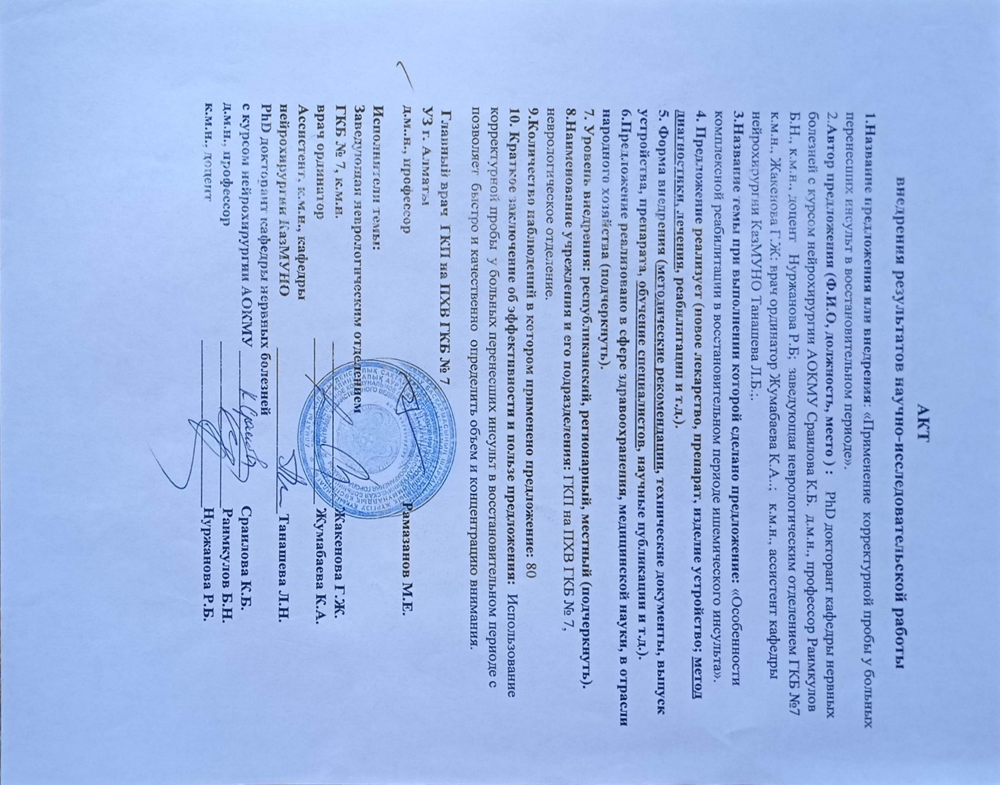 АКТ
внедрения результатов научно-исследовательской работы
1.Название предложения или внедрения: «Применение корректурной пробы у больных
перенесших инсульт в восстановительном периоде».
2.Автор предложения (Ф.И.О, должность, место ) : PhD докторант кафедры нервных
болезней с курсом нейрохирургии АОКМУ Сраилова К.Б. д.м.н., профессор Раимкулов
Б.Н., к.м.н., доцент Нуржанова Р.Б; заведующая неврологическим отделением ГКБ №7
к.м.н., Жакенова Г.Ж: врач ординатор Жумабаева К.А..; к.м.н., ассистент кафедры
нейрохирургии КазМУНО Танашева Л.Б.;.
3.Название темы при выполнении которой сделано предложение: «Особенности
комплексной реабилитации в восстановительном периоде ишемического инсульта».
4. Предложение реализует (новое лекарство, препарат, изделие устройство; метод
диагностики, лечения, реабилитации и т.д.).
5. Форма внедрения (методические рекомендации, технические документы, выпуск
устройства, препарата, обучение специалистов, научные публикации и т.д.).
6.Предложение реализовано в сфере здравоохранения, медицинской науки, в отрасли
народного хозяйства (подчеркнуть).
7. Уровень внедрения: республиканский, регионарный, местный (подчеркнуть).
8.Наименование учреждения и его подразделения: ГКП на ПХВ ГКБ № 7,
неврологическое отделение.
9.Количество наблюдений в котором применено предложение: 80
10. Краткое заключение об эффективности и пользе предложения: Использование
корректурной пробы у больных перенесших инсульт в восстановительном периоде с
позволяет быстро и качественно определить объем и концентрацию внимания.
Главный врач ГКП на ПХВ ГКБ № 7
УЗ г. Алматы
д.м..н., профессор Рамазанов М.Е.
Исполнители темы:
Заведующая неврологическим отделением
ГКБ № 7, к.м.н. Жакенова Г.Ж.
врач ординатор Жумабаева К.А.
Ассистент, к.м.н., кафедры
нейрохирургии КазМУНО Танашева Л.Н.
PhD докторант кафедры нервных болезней
с курсом нейрохирургии АОКМУ Сраилова К.Б.
д.м.н., профессор Раимкулов Б.Н.
к.м.н., доцент Нуржанова Р.Б.